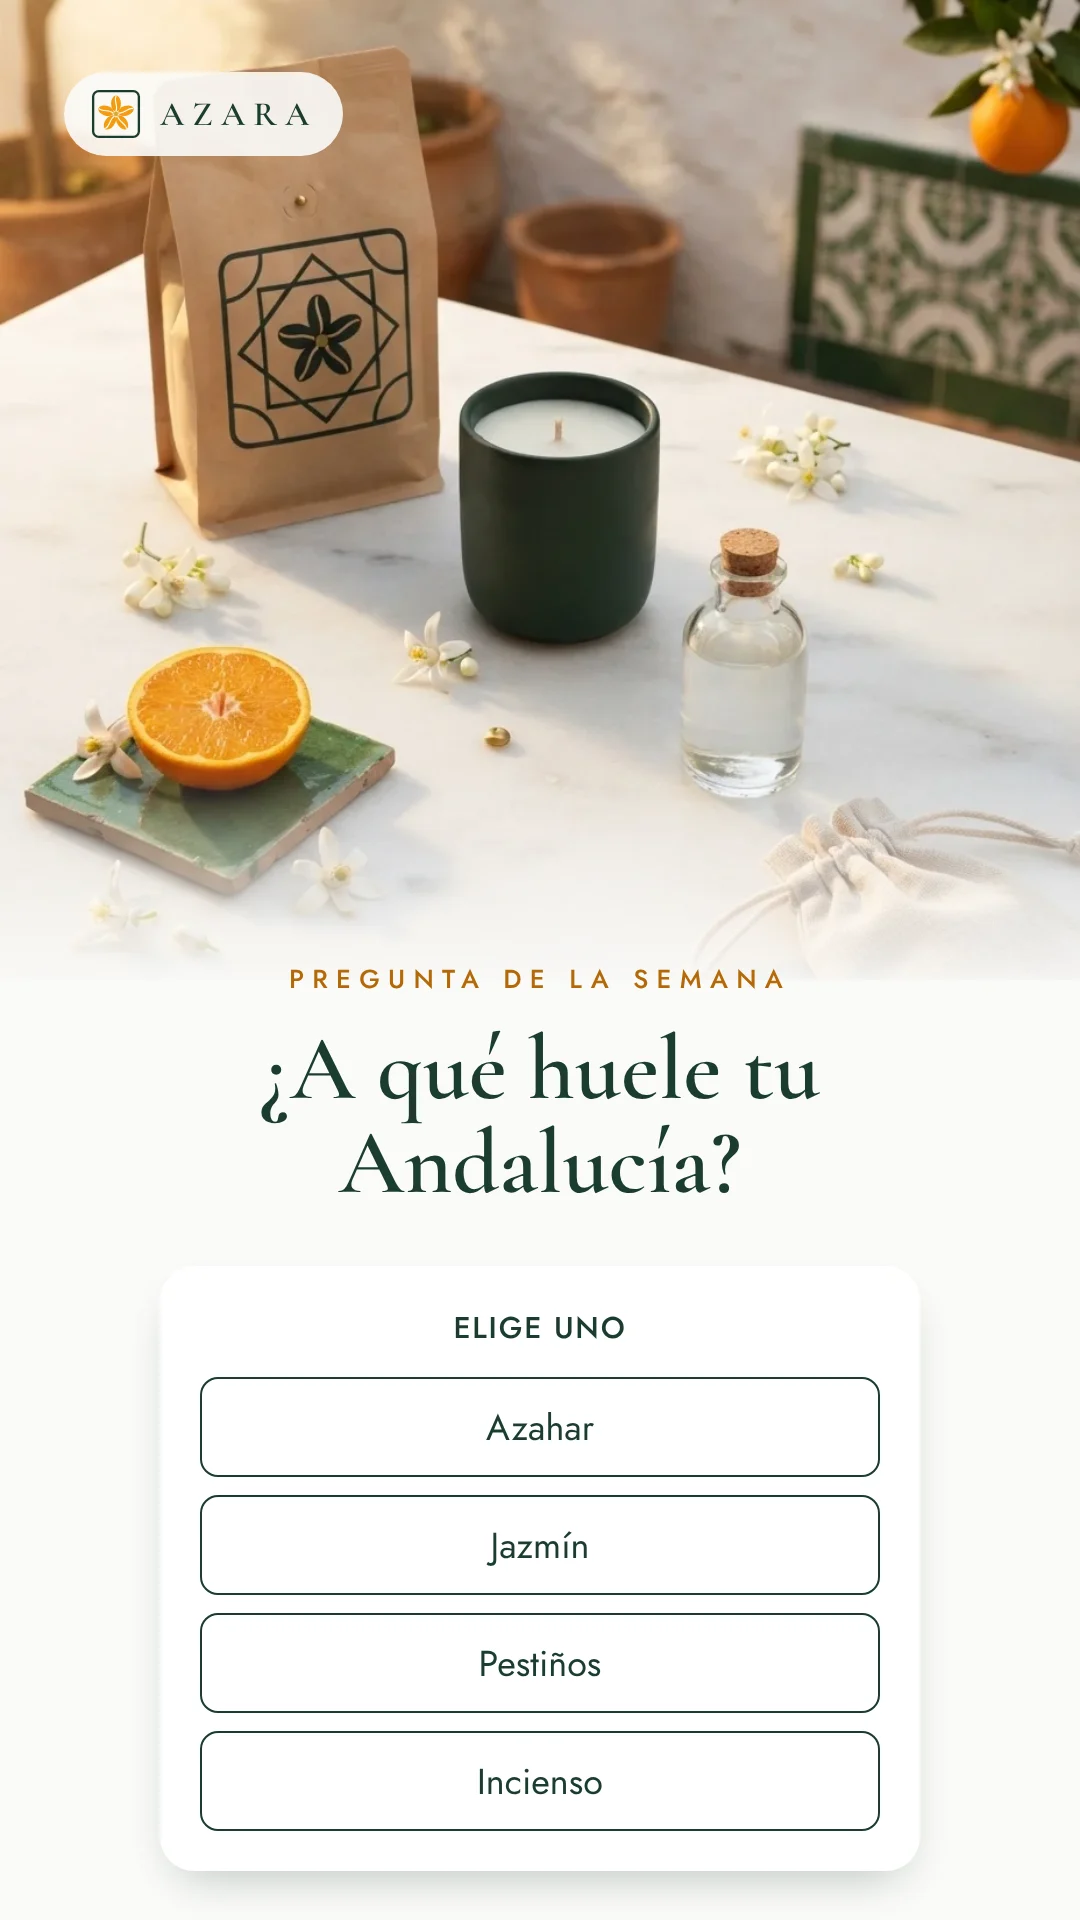 AZARA
PREGUNTA DE LA SEMANA
¿A qué huele tu
Andalucía?
ELIGE UNO
Azahar
Jazmín
Pestiños
Incienso